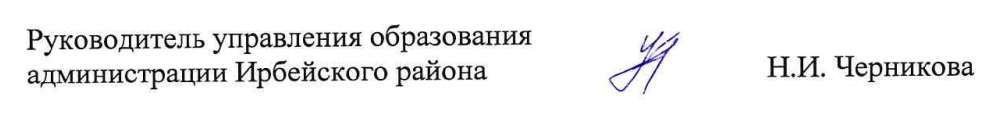 Руководитель управления образования
администрации Ирбейского района
Н.И. Черникова